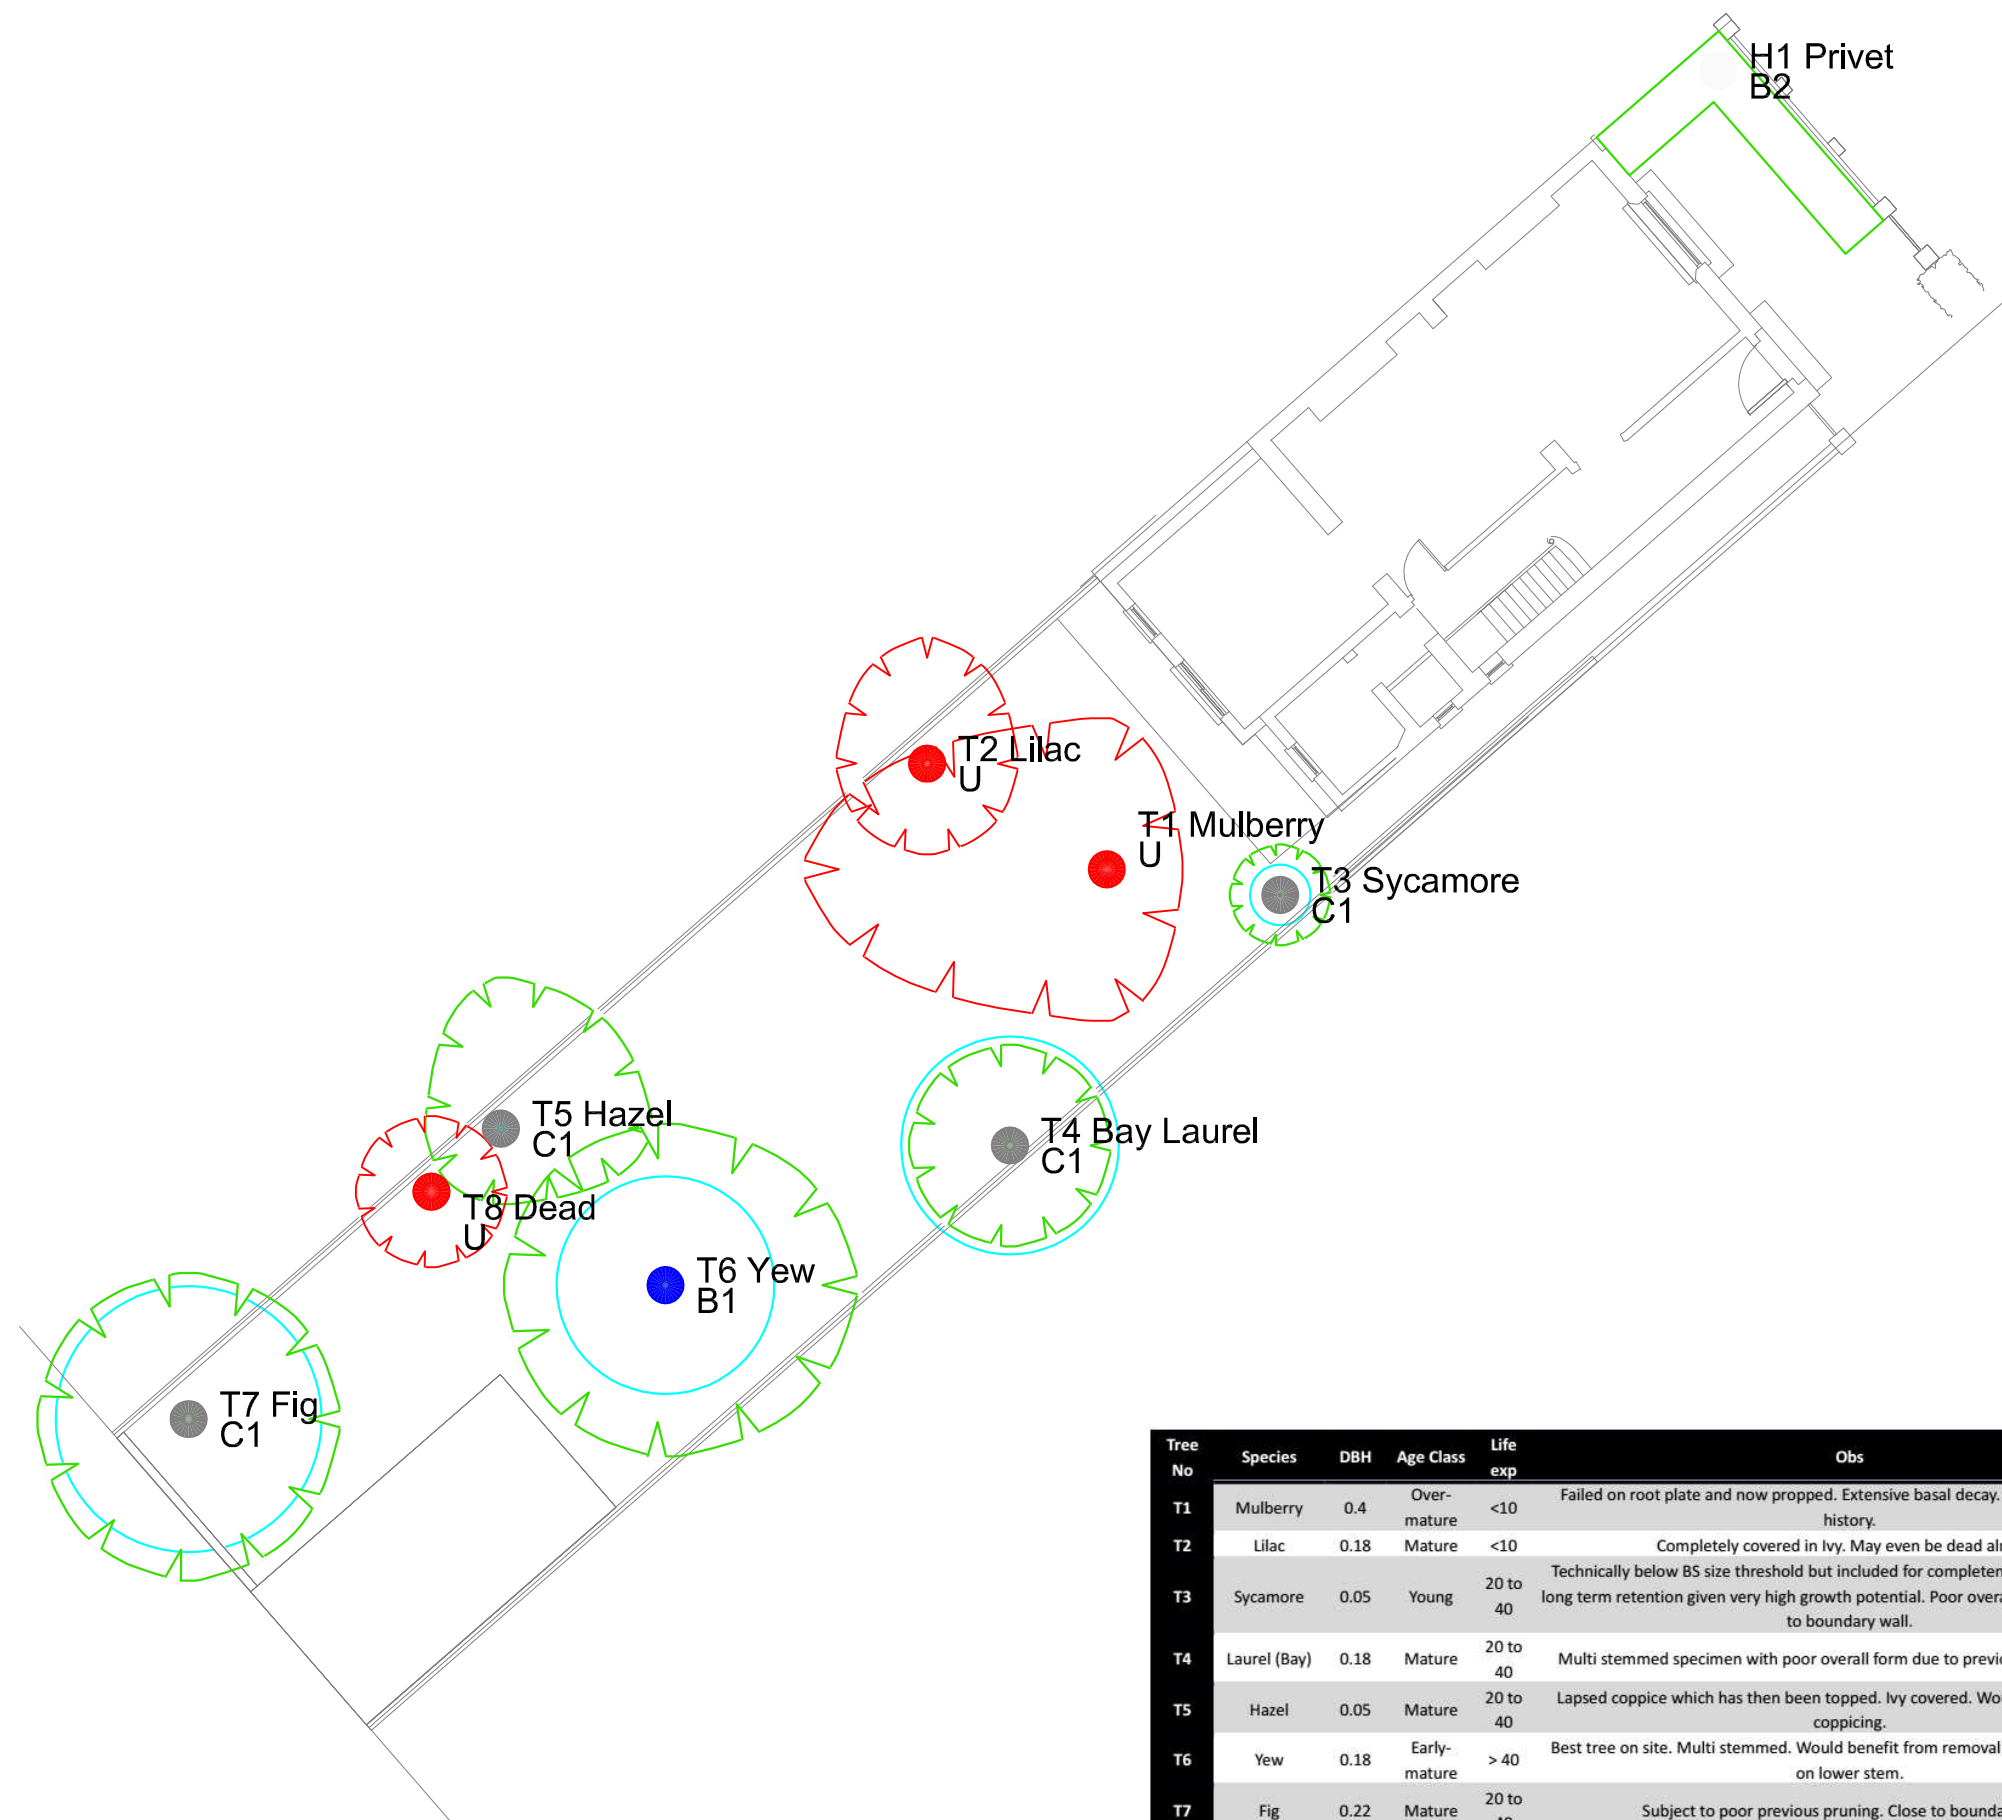 H1 Privet
B2
T2 Lilac
U
T1 Mulberry
U
T3 Sycamore
C1
T5 Hazel
C1
T4 Bay Laurel
C1
T8 Dead
U
T6 Yew
B1
T7 Fig
C1
Tree No Species DBH Age Class Life exp Obs
T1 Mulberry 0.4 Over-mature <10 Failed on root plate and now propped. Extensive basal decay.
history.
T2 Lilac 0.18 Mature <10 Completely covered in Ivy. May even be dead
T3 Sycamore 0.05 Young 20 to 40 Technically below BS size threshold but included for
long term retention given very high growth potential. Poor
to boundary wall.
T4 Laurel (Bay) 0.18 Mature 20 to 40 Multi stemmed specimen with poor overall form due to
T5 Hazel 0.05 Mature 20 to 40 Lapsed coppice which has then been topped. Ivy covered.
coppicing.
T6 Yew 0.18 Early-mature > 40 Best tree on site. Multi stemmed. Would benefit from removal
on lower stem.
T7 Fig 0.22 Mature 20 to Subject to poor previous pruning. Close to